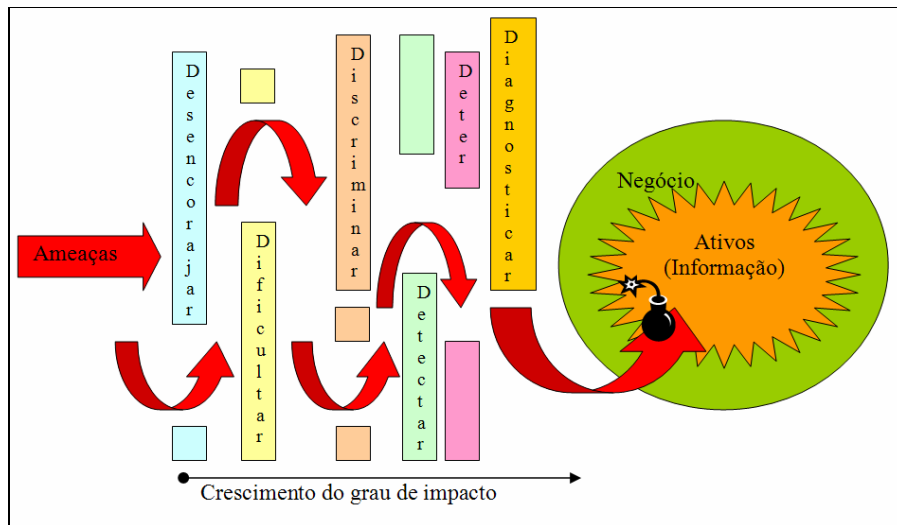 Ameaças
Desencorajar
Dificultar
Discriminar
Detectar
Deter
Diagnosticar
Negócio
Ativos
(Informação)
Crescimento do grau de impacto